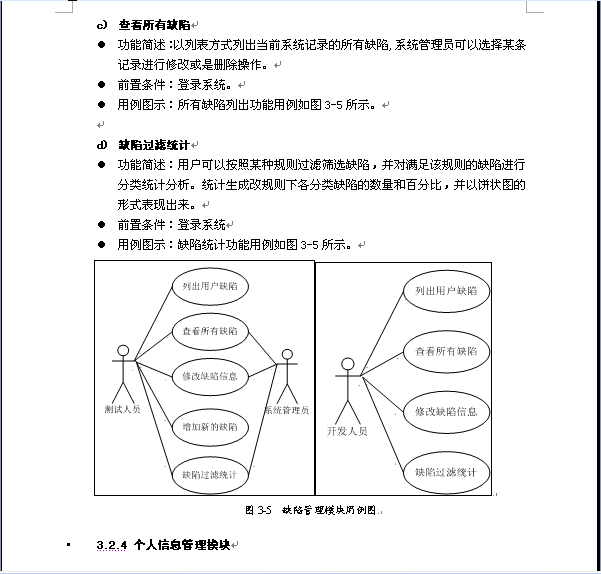 c) 查看所有缺陷
● 功能简述：以列表方式列出当前系统记录的所有缺陷, 系统管理员可以选择某条
记录进行修改或是删除操作。
● 前置条件：登录系统。
● 用例图示：所有缺陷列出功能用例如图 3-5 所示。
d) 缺陷过滤统计
● 功能简述：用户可以按照某种规则过滤筛选缺陷，并对满足该规则的缺陷进行
分类统计分析。统计生成改规则下各分类缺陷的数量和百分比，并以饼状图的
形式表现出来。
● 前置条件：登录系统
● 用例图示：缺陷统计功能用例如图 3-5 所示。
列出用户缺陷
查看所有缺陷
修改缺陷信息
增加新的缺陷
缺陷过滤统计
测试人员
系统管理员
列出用户缺陷
查看所有缺陷
修改缺陷信息
缺陷过滤统计
开发人员
图 3-5 缺陷管理模块用例图
3.2.4 个人信息管理模块